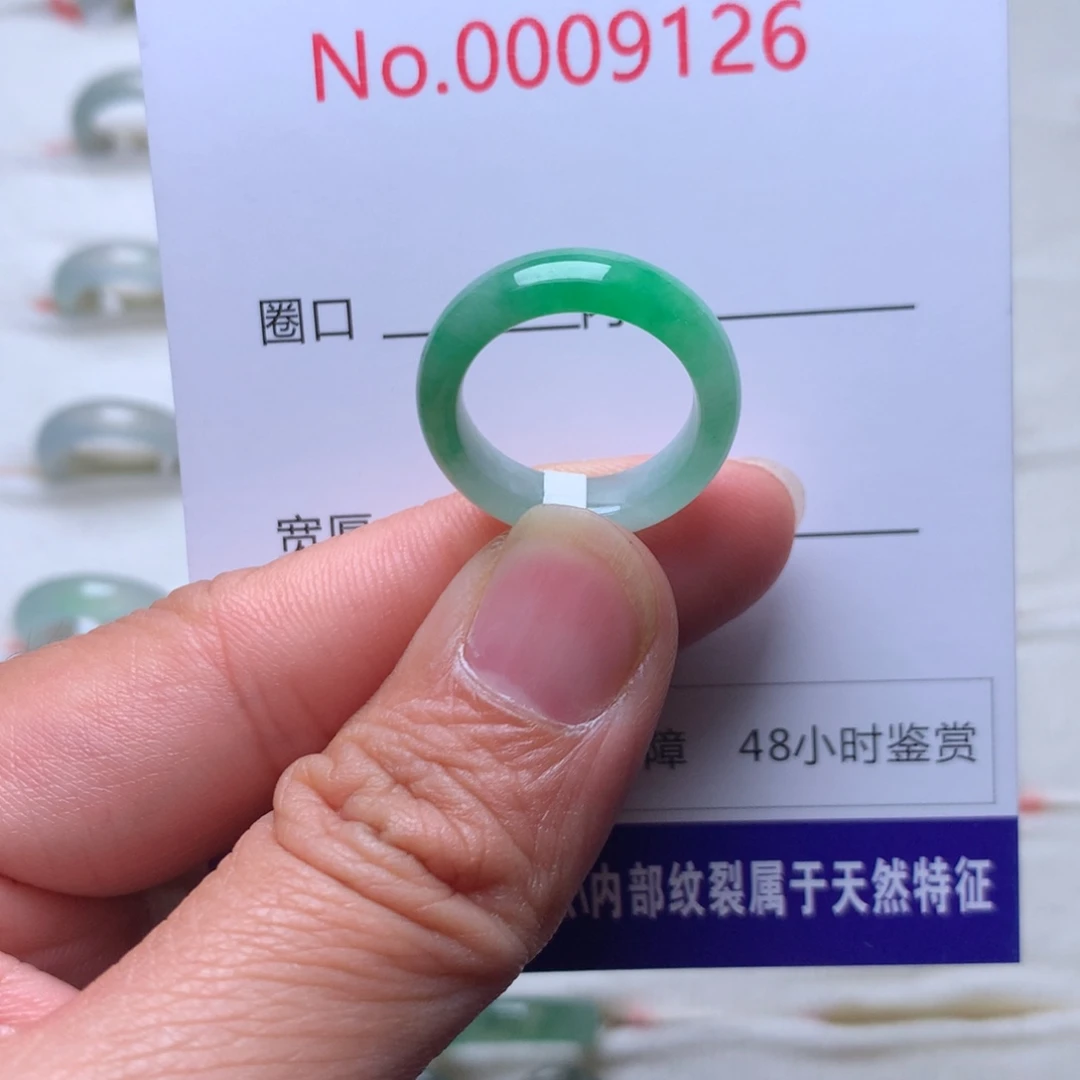 No.0009126
圈口
宽厚
障 48小时鉴赏
内部纹裂属于天然特征